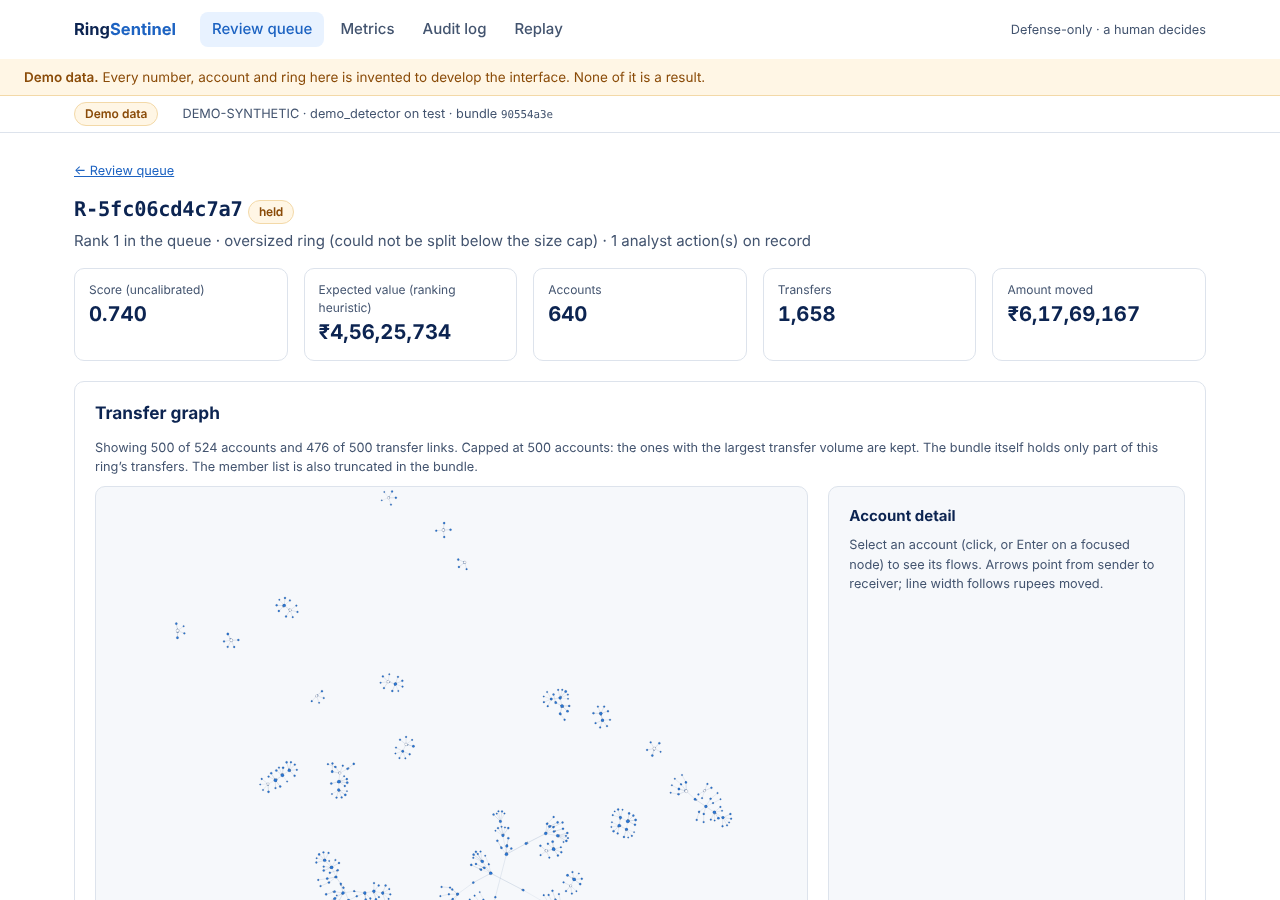 RingSentinel
Review queue
Metrics
Audit log
Replay
Defense-only · a human decides
Demo data. Every number, account and ring here is invented to develop the interface. None of it is a result.
Demo data
DEMO-SYNTHETIC · demo_detector on test · bundle 90554a3e
← Review queue
R-5fc06cd4c7a7 held
Rank 1 in the queue · oversized ring (could not be split below the size cap) · 1 analyst action(s) on record
Score (uncalibrated)
0.740
Expected value (ranking
heuristic)
₹4,56,25,734
Accounts
640
Transfers
1,658
Amount moved
₹6,17,69,167
Transfer graph
Showing 500 of 524 accounts and 476 of 500 transfer links. Capped at 500 accounts: the ones with the largest transfer volume are kept. The bundle itself holds only part of this
ring’s transfers. The member list is also truncated in the bundle.
Account detail
Select an account (click, or Enter on a focused
node) to see its flows. Arrows point from sender to
receiver; line width follows rupees moved.